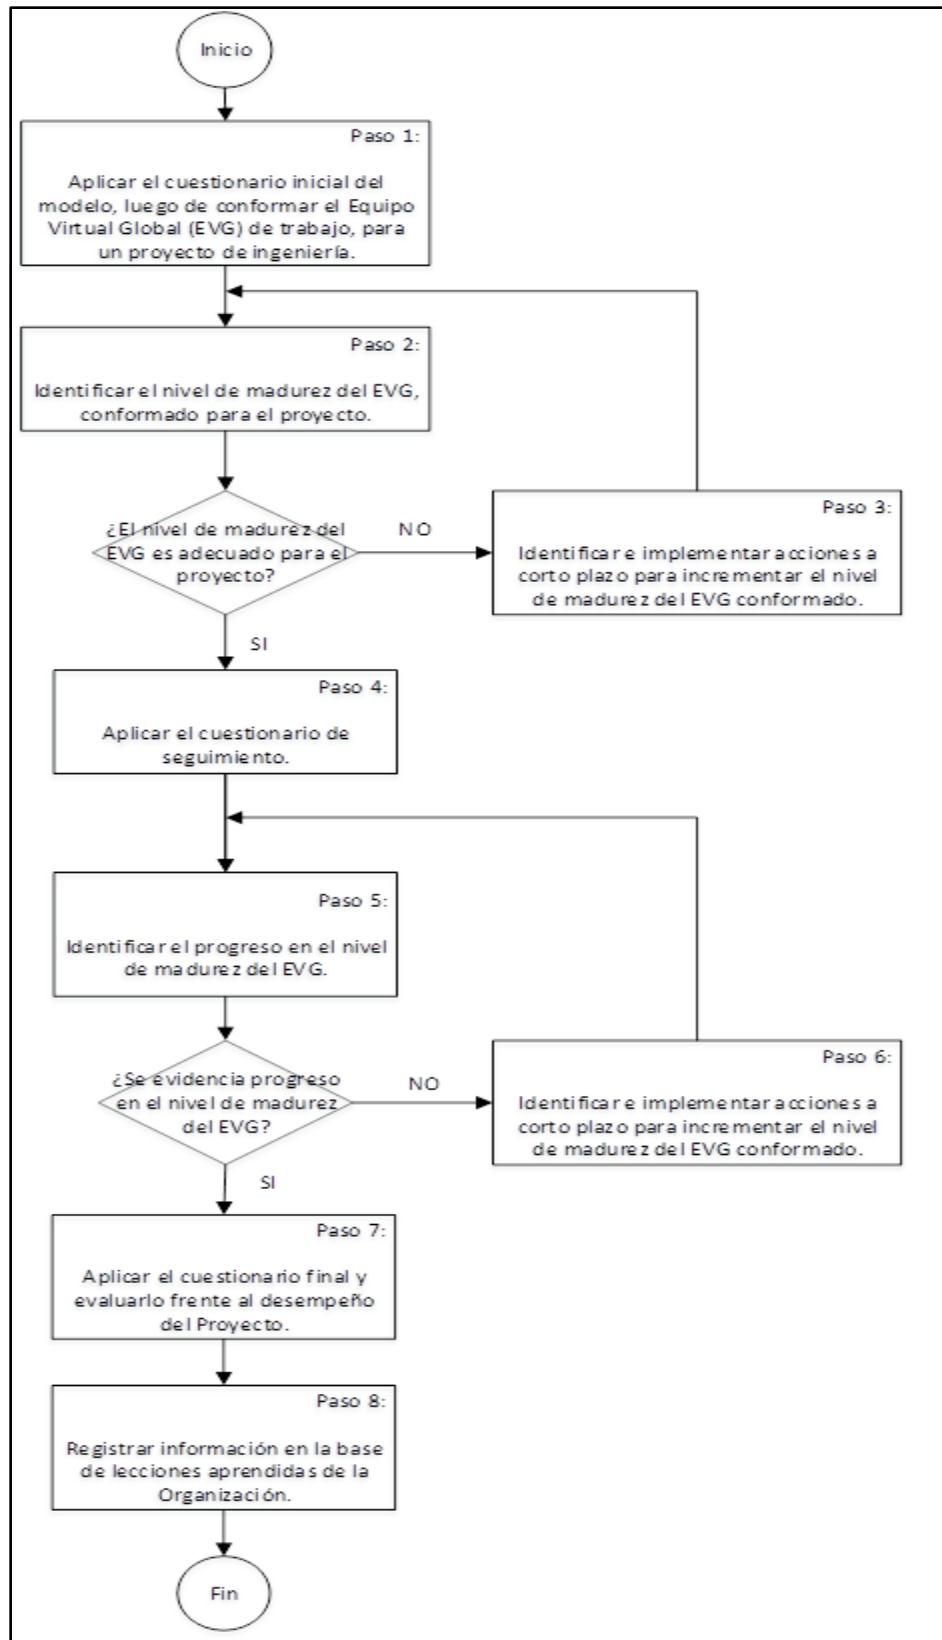 Inicio
Paso 1:
Aplicar el cuestionario inicial del
modelo, luego de conformar el Equipo
Virtual Global (EVG) de trabajo, para
un proyecto de ingeniería.
Paso 2:
Identificar el nivel de madurez del EVG,
conformado para el proyecto.
¿El nivel de madurez del
EVG es adecuado para el
proyecto?
NO
Paso 3:
Identificar e implementar acciones a
corto plazo para incrementar el nivel
de madurez del EVG conformado.
SI
Paso 4:
Aplicar el cuestionario de
seguimiento.
Paso 5:
Identificar el progreso en el nivel
de madurez del EVG.
¿Se evidencia progreso
en el nivel de madurez
del EVG?
NO
Paso 6:
Identificar e implementar acciones a
corto plazo para incrementar el nivel
de madurez del EVG conformado.
SI
Paso 7:
Aplicar el cuestionario final y
evaluarlo frente al desempeño
del Proyecto.
Paso 8:
Registrar información en la base
de lecciones aprendidas de la
Organización.
Fin